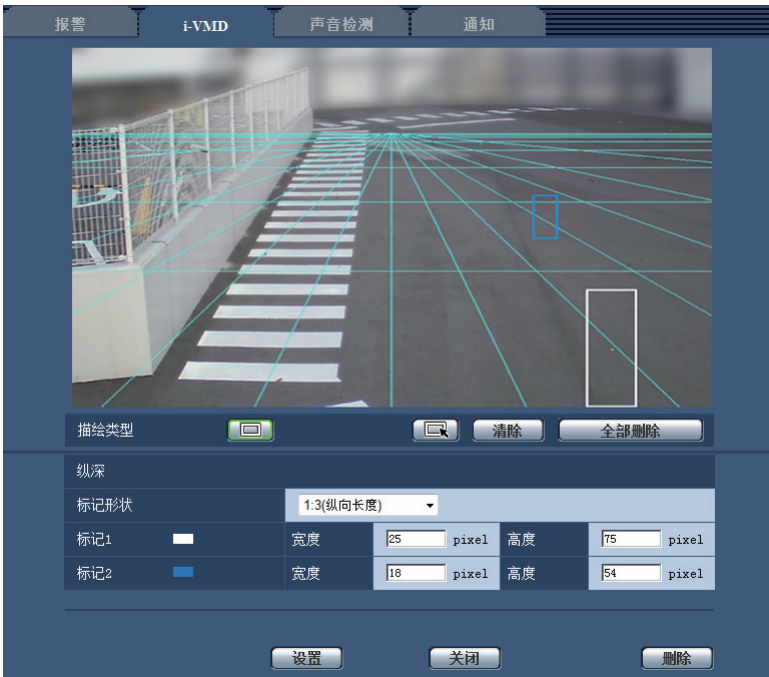 报警 i-VMD 声音检测 通知
描绘类型 清除 全部删除
纵深
标记形状 1:3(纵向长度)
标记1 宽度 25 pixel 高度 75 pixel
标记2 宽度 18 pixel 高度 54 pixel
设置 关闭 删除